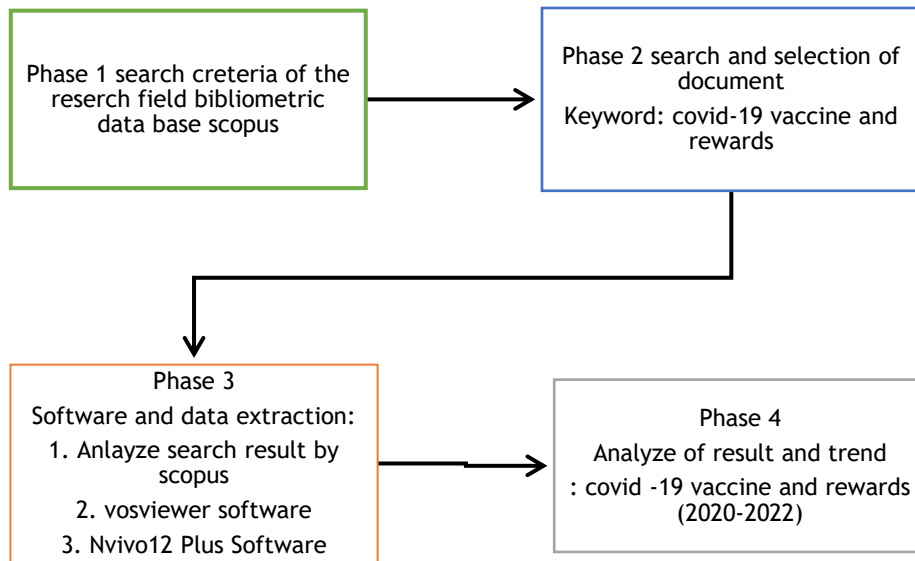 Phase 1 search creteria of the
reserch field bibliometric
data base scopus
Phase 2 search and selection of
document
Keyword: covid-19 vaccine and
rewards
Phase 3
Software and data extraction:
1. Anlayze search result by
scopus
2. vosviewer software
3. Nvivo12 Plus Software
Phase 4
Analyze of result and trend
: covid -19 vaccine and rewards
(2020-2022)